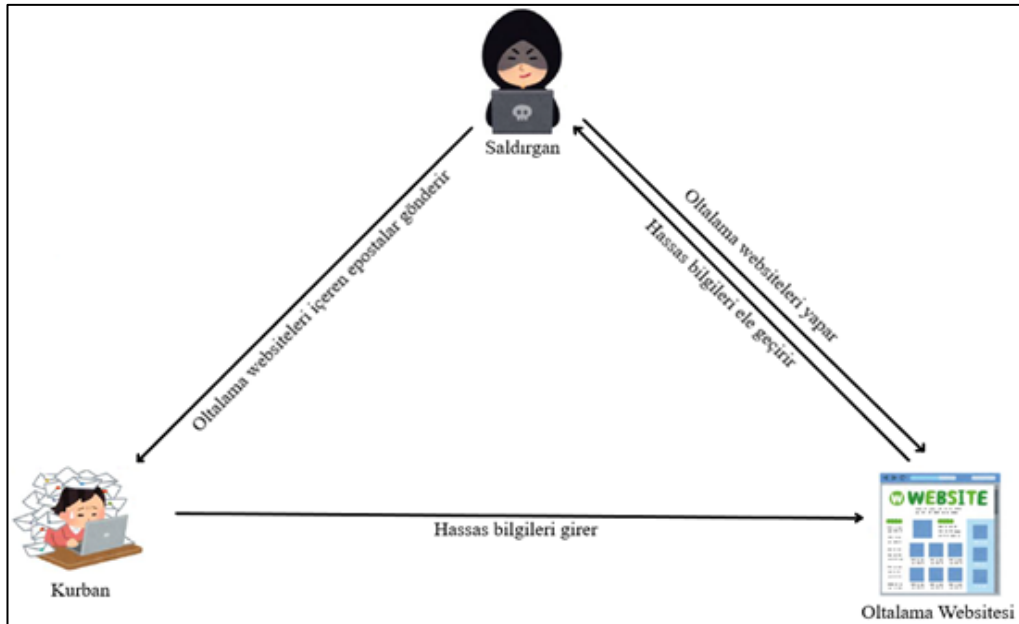 Saldırgan
Oltalama websiteleri içeren epostalar gönderir
Oltalama websiteleri yapar
Hassas bilgileri ele geçirir
WEBSITE
Hassas bilgileri girer
Kurban
Oltalama Websitesi